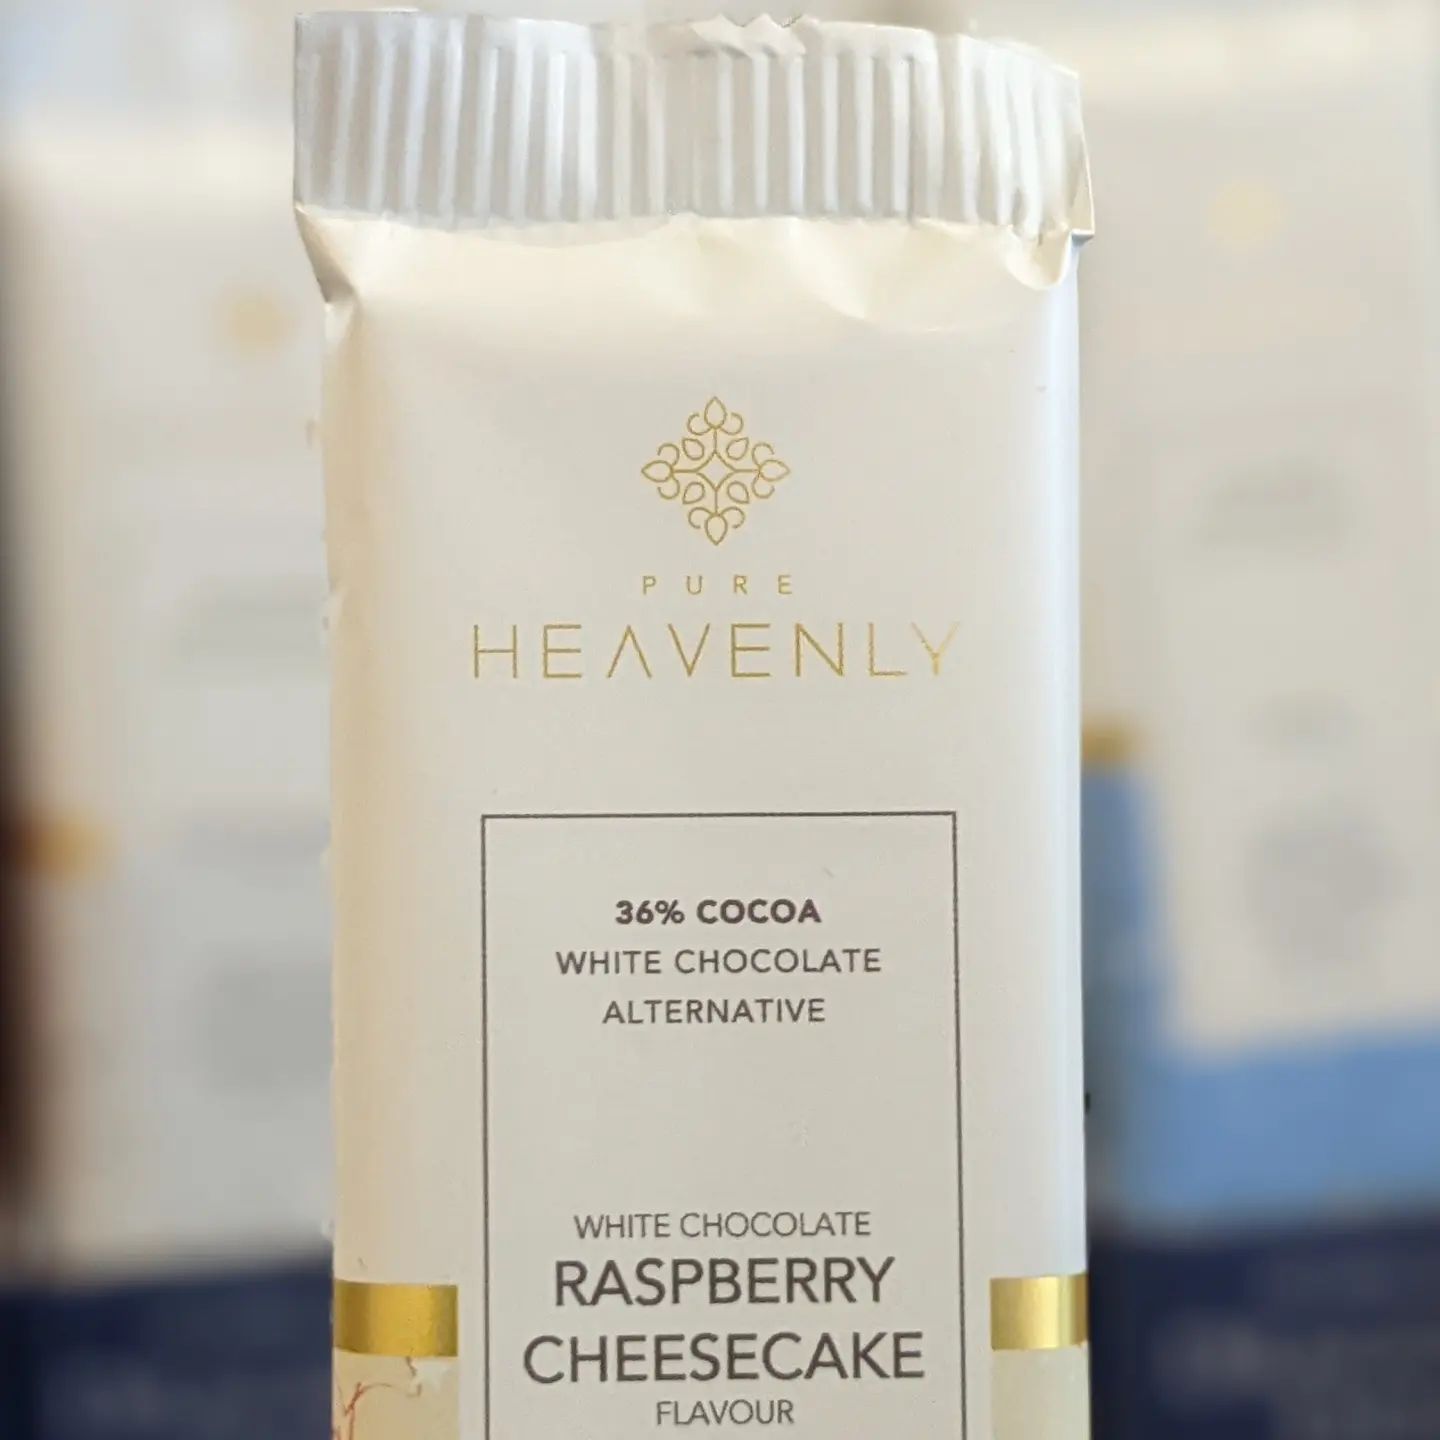 PURE
HEAVENLY
36% COCOA
WHITE CHOCOLATE
ALTERNATIVE
WHITE CHOCOLATE
RASPBERRY
CHEESECAKE
FLAVOUR